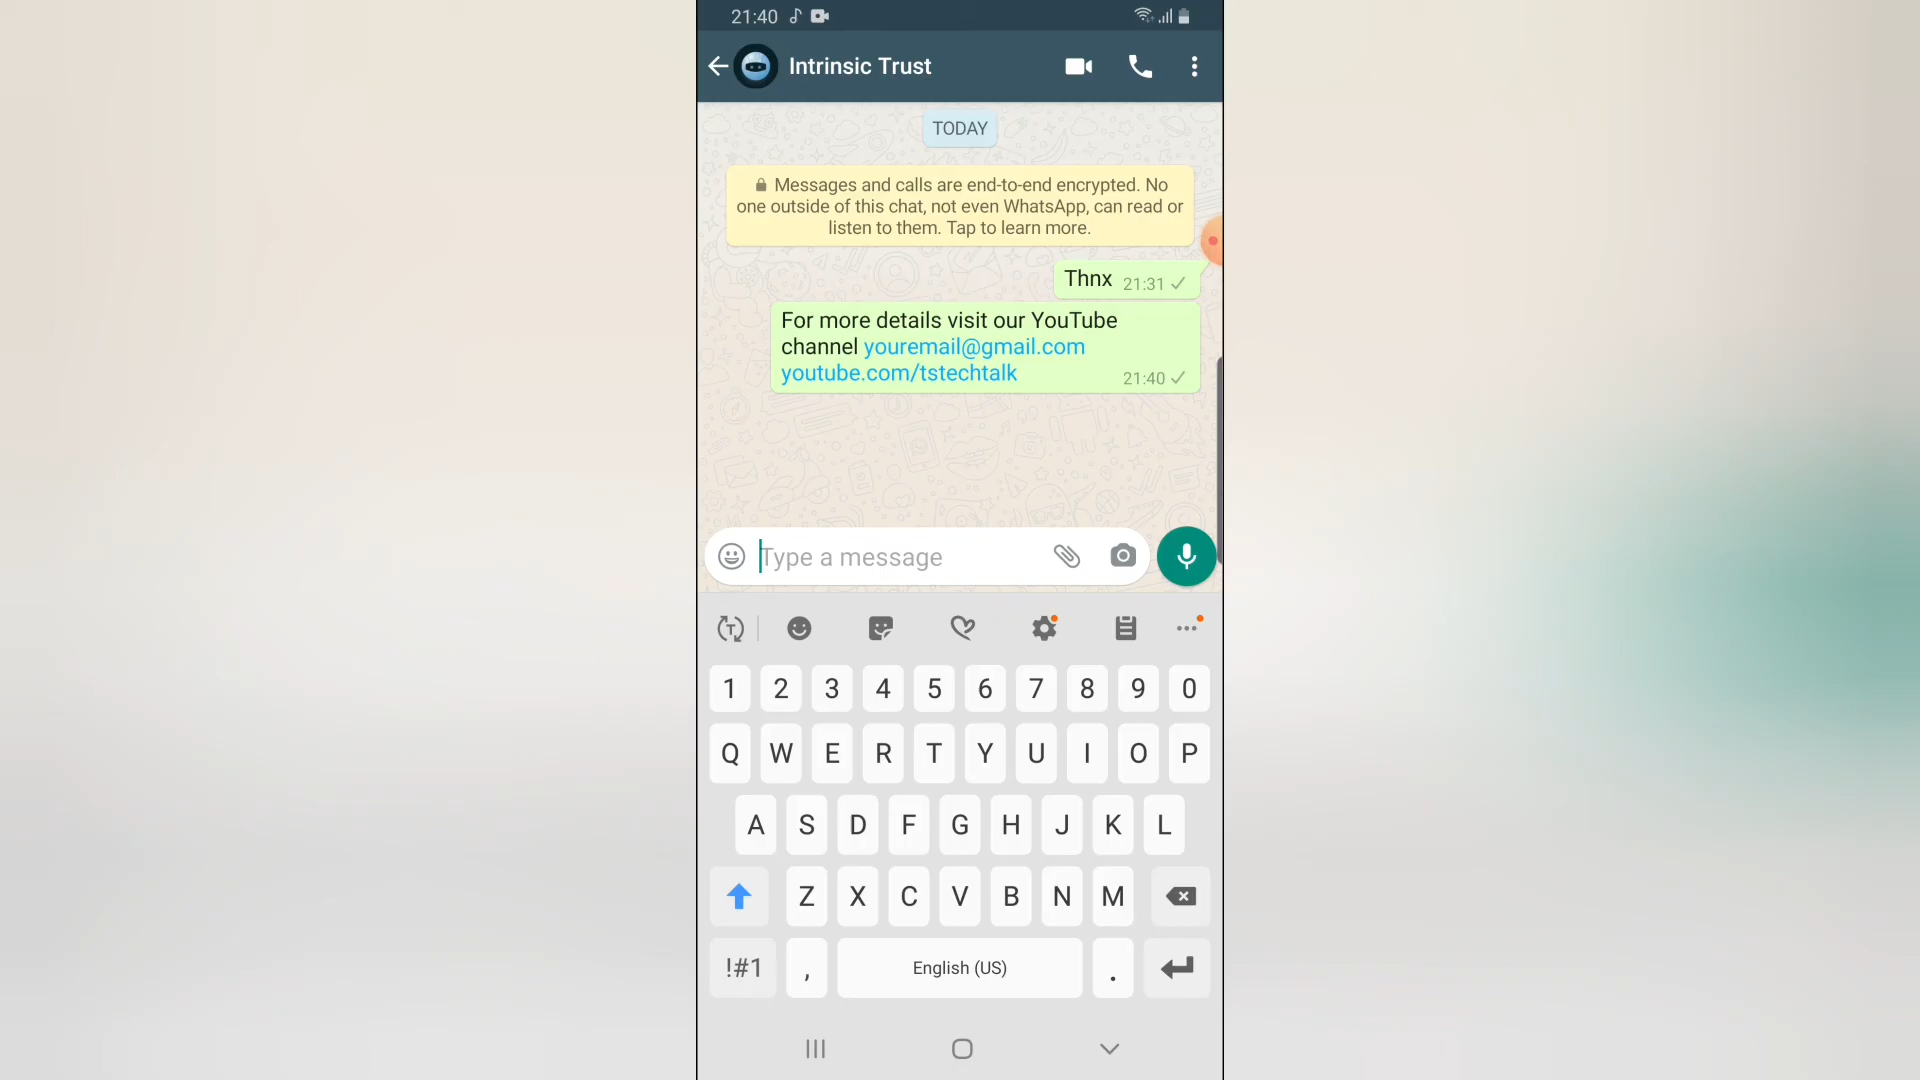 21:40
Intrinsic Trust
TODAY
Messages and calls are end-to-end encrypted. No
one outside of this chat, not even WhatsApp, can read or
listen to them. Tap to learn more.
Thnx 21:31
For more details visit our YouTube
channel youremail@gmail.com
youtube.com/tstechtalk 21:40
Type a message
1 2 3 4 5 6 7 8 9 0
Q W E R T Y U I O P
A S D F G H J K L
Z X C V B N M
!#1 , English (US) .